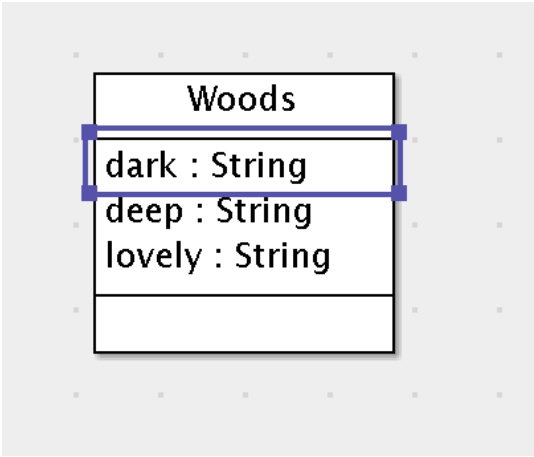 Woods
dark : String
deep : String
lovely : String